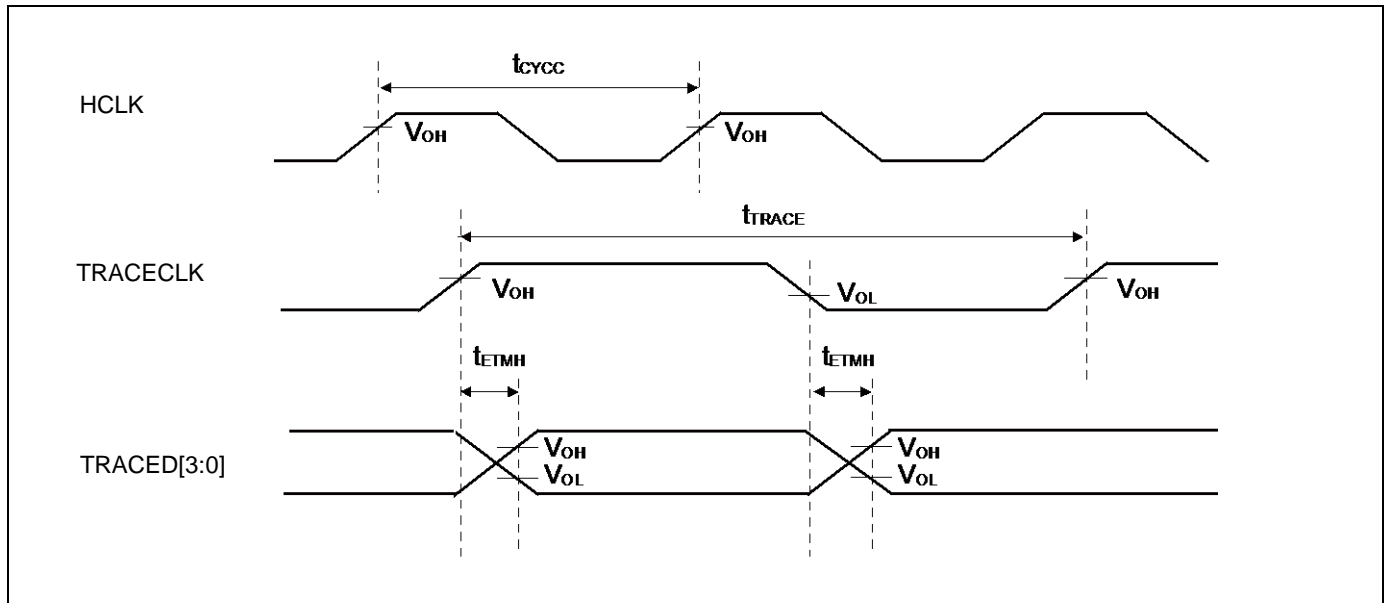 tCYCC
HCLK
VOH
VOH
tTRACE
TRACECLK
VOH
VOL
VOH
tETMH
tETMH
TRACED[3:0]
VOH
VOH
VOL
VOL